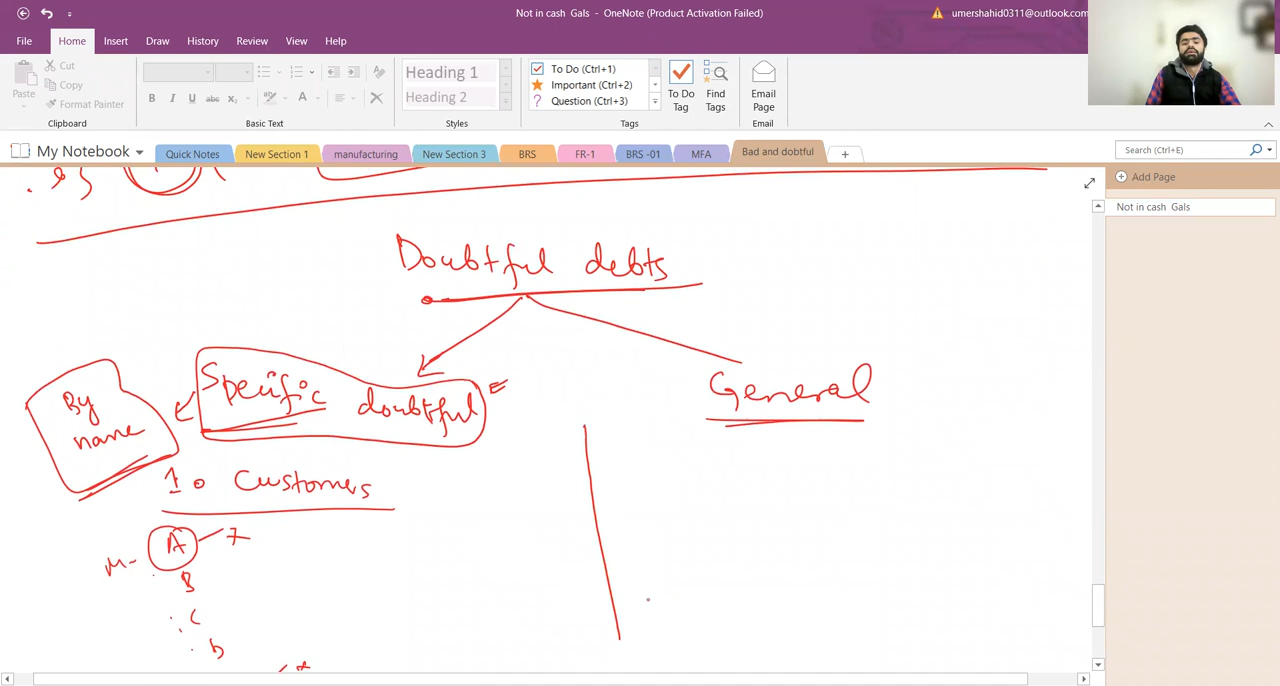 Not in cash Gals - OneNote (Product Activation Failed)
umershahid0311@outlook.com
File Home Insert Draw History Review View Help
Paste
Cut
Copy
Format Painter
Clipboard
B I U abc X₂ A
Basic Text
Heading 1
Heading 2
Styles
To Do (Ctrl+1)
Important (Ctrl+2)
? Question (Ctrl+3)
To Do Tag
Find Tags
Tags
Email Page
Email
My Notebook
Quick Notes New Section 1 manufacturing New Section 3 BRS FR-1 BRS -01 MFA Bad and dobtful +
Search (Ctrl+E)
Add Page
Not in cash Gals
Doubtful debts
Specific doubtful
General
By name
1. Customers
A
B
C
D